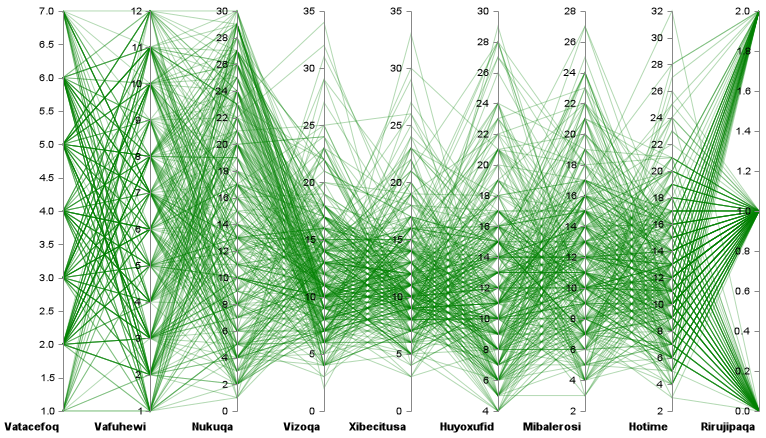 7.0 6.5 6.0 5.5 5.0 4.5 4.0 3.5 3.0 2.5 2.0 1.5 1.0
12 11 10 9 8 7 6 5 4 3 2 1
30 28 26 24 22 20 18 16 14 12 10 8 6 4 2 0
35 30 25 20 15 10 5 0
35 30 25 20 15 10 5 0
30 28 26 24 22 20 18 16 14 12 10 8 6 4
28 26 24 22 20 18 16 14 12 10 8 6 4 2
32 30 28 26 24 22 20 18 16 14 12 10 8 6 4 2
2.0 1.8 1.6 1.4 1.2 1.0 0.8 0.6 0.4 0.2 0.0
Vatacefoq Vafuhewi Nukuqa Vizoqa Xibecitusa Huyoxufid Mibalerosi Hotime Rirujipaqa